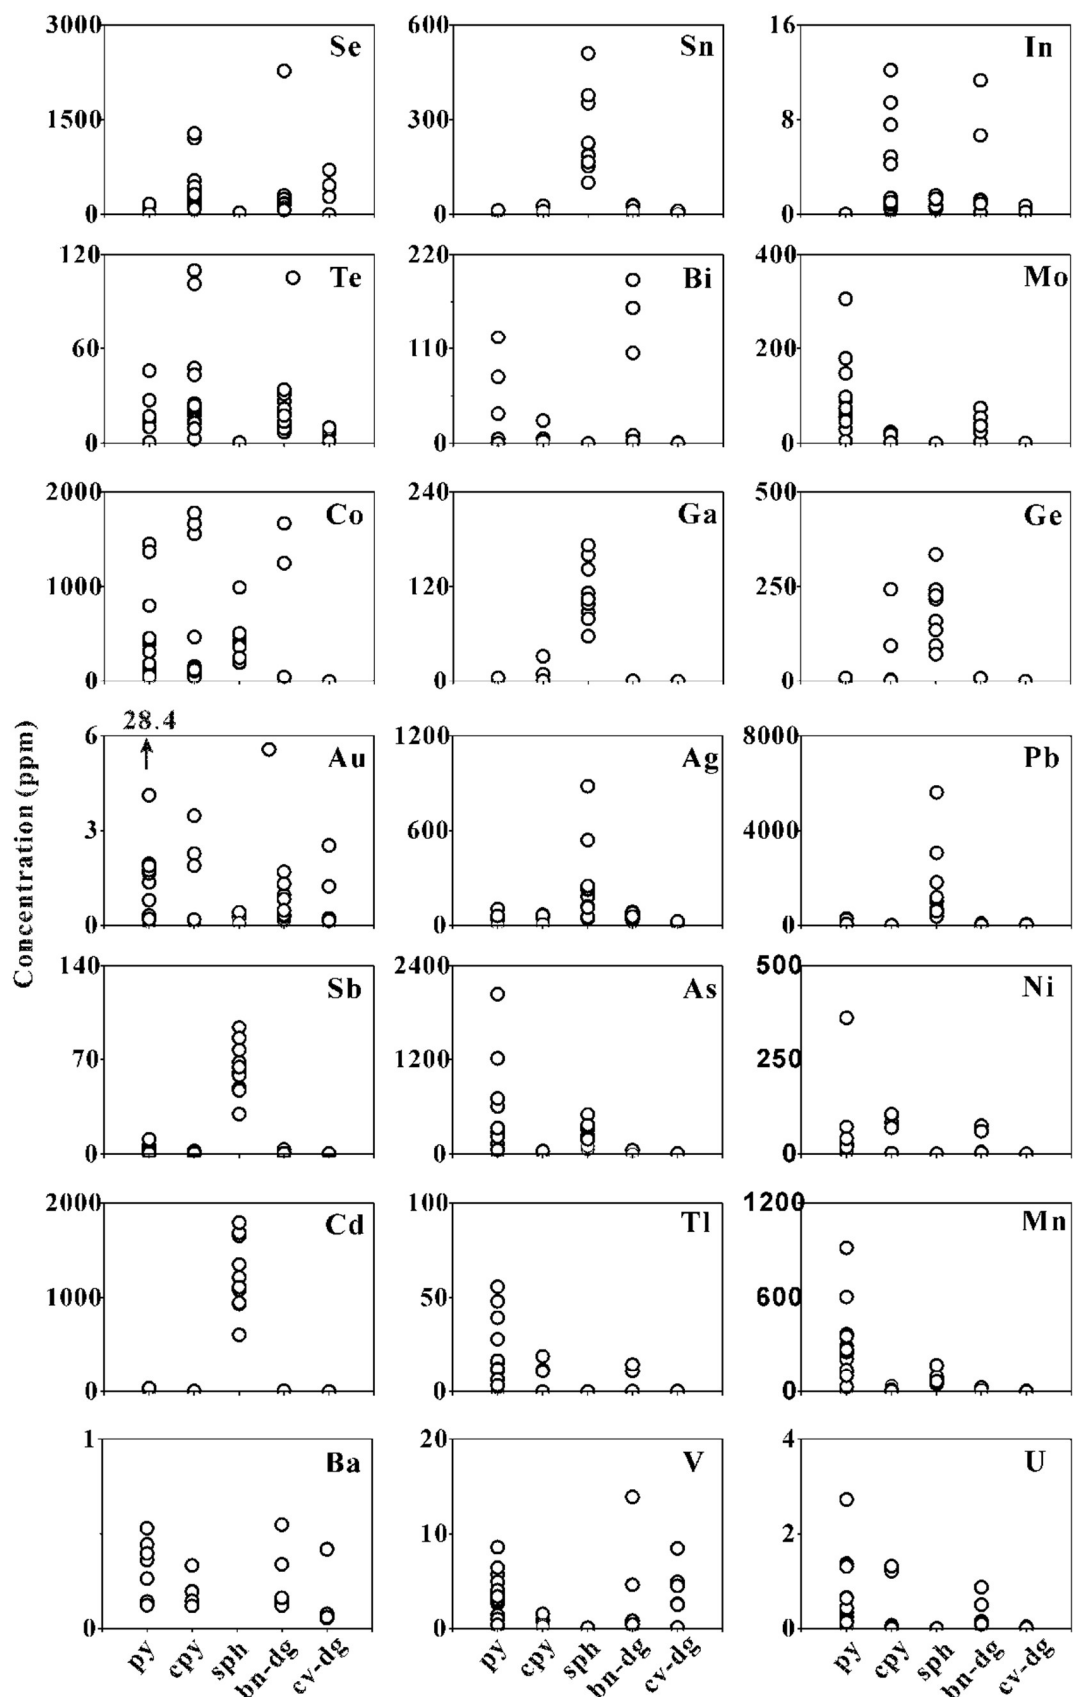 3000 Se 600 Sn 16 In
1500 300 8
0 0 0
120 Te 220 Bi 400 Mo
60 110 200
0 0 0
2000 Co 240 Ga 500 Ge
1000 120 250
0 0 0
28.4
6 Au 1200 Ag 8000 Pb
3 600 4000
0 0 0
Concentration (ppm)
140 Sb 2400 As 500 Ni
70 1200 250
0 0 0
2000 Cd 100 Tl 1200 Mn
1000 50 600
0 0 0
1 Ba 20 V 4 U
10 2
0 0 0
py cpy sph bn-dg cv-dg py cpy sph bn-dg cv-dg py cpy sph bn-dg cv-dg